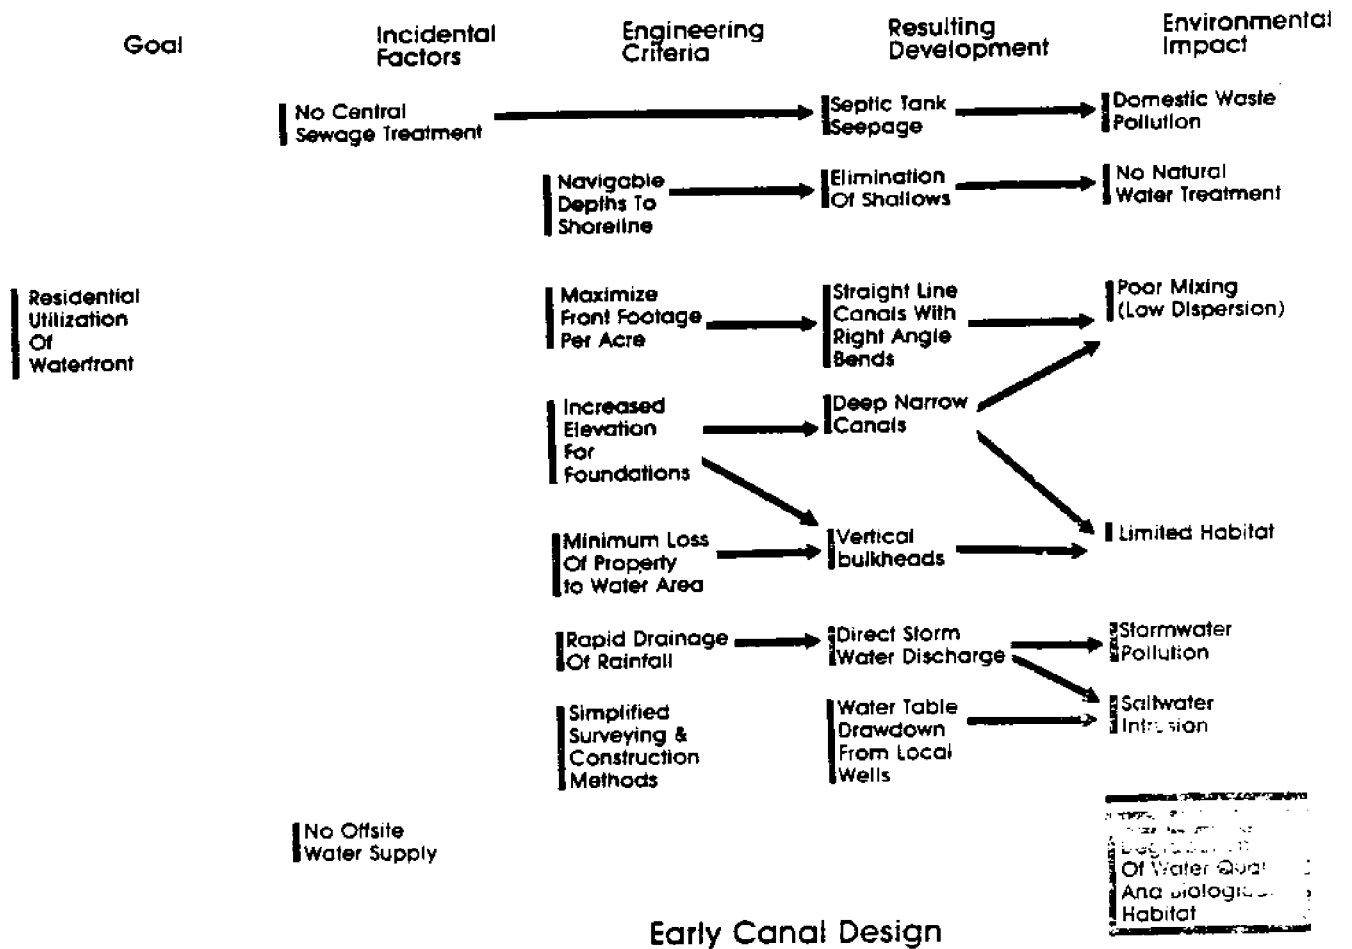 Goal
Incidental
Factors
Engineering
Criteria
Resulting
Development
Environmental
Impact
No Central
Sewage Treatment
Septic Tank
Seepage
Domestic Waste
Pollution
Navigable
Depths To
Shoreline
Elimination
Of Shallows
No Natural
Water Treatment
Residential
Utilization
Of
Waterfront
Maximize
Front Footage
Per Acre
Straight Line
Canals With
Right Angle
Bends
Poor Mixing
(Low Dispersion)
Increased
Elevation
For
Foundations
Deep Narrow
Canals
Minimum Loss
Of Property
to Water Area
Vertical
bulkheads
Limited Habitat
Rapid Drainage
Of Rainfall
Direct Storm
Water Discharge
Stormwater
Pollution
Simplified
Surveying &
Construction
Methods
Water Table
Drawdown
From Local
Wells
Saltwater
Intrusion
No Offsite
Water Supply
Of Water
And
Habitat
Early Canal Design